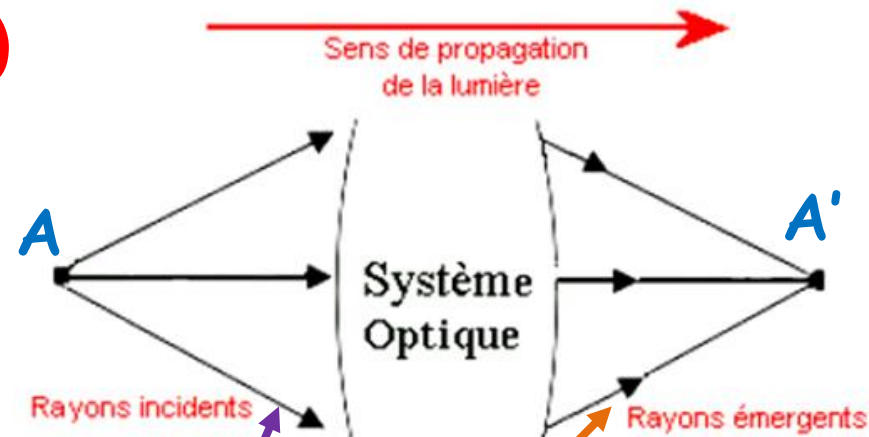 Sens de propagation
de la lumière
A
A'
Système
Optique
Rayons incidents
Rayons émergents